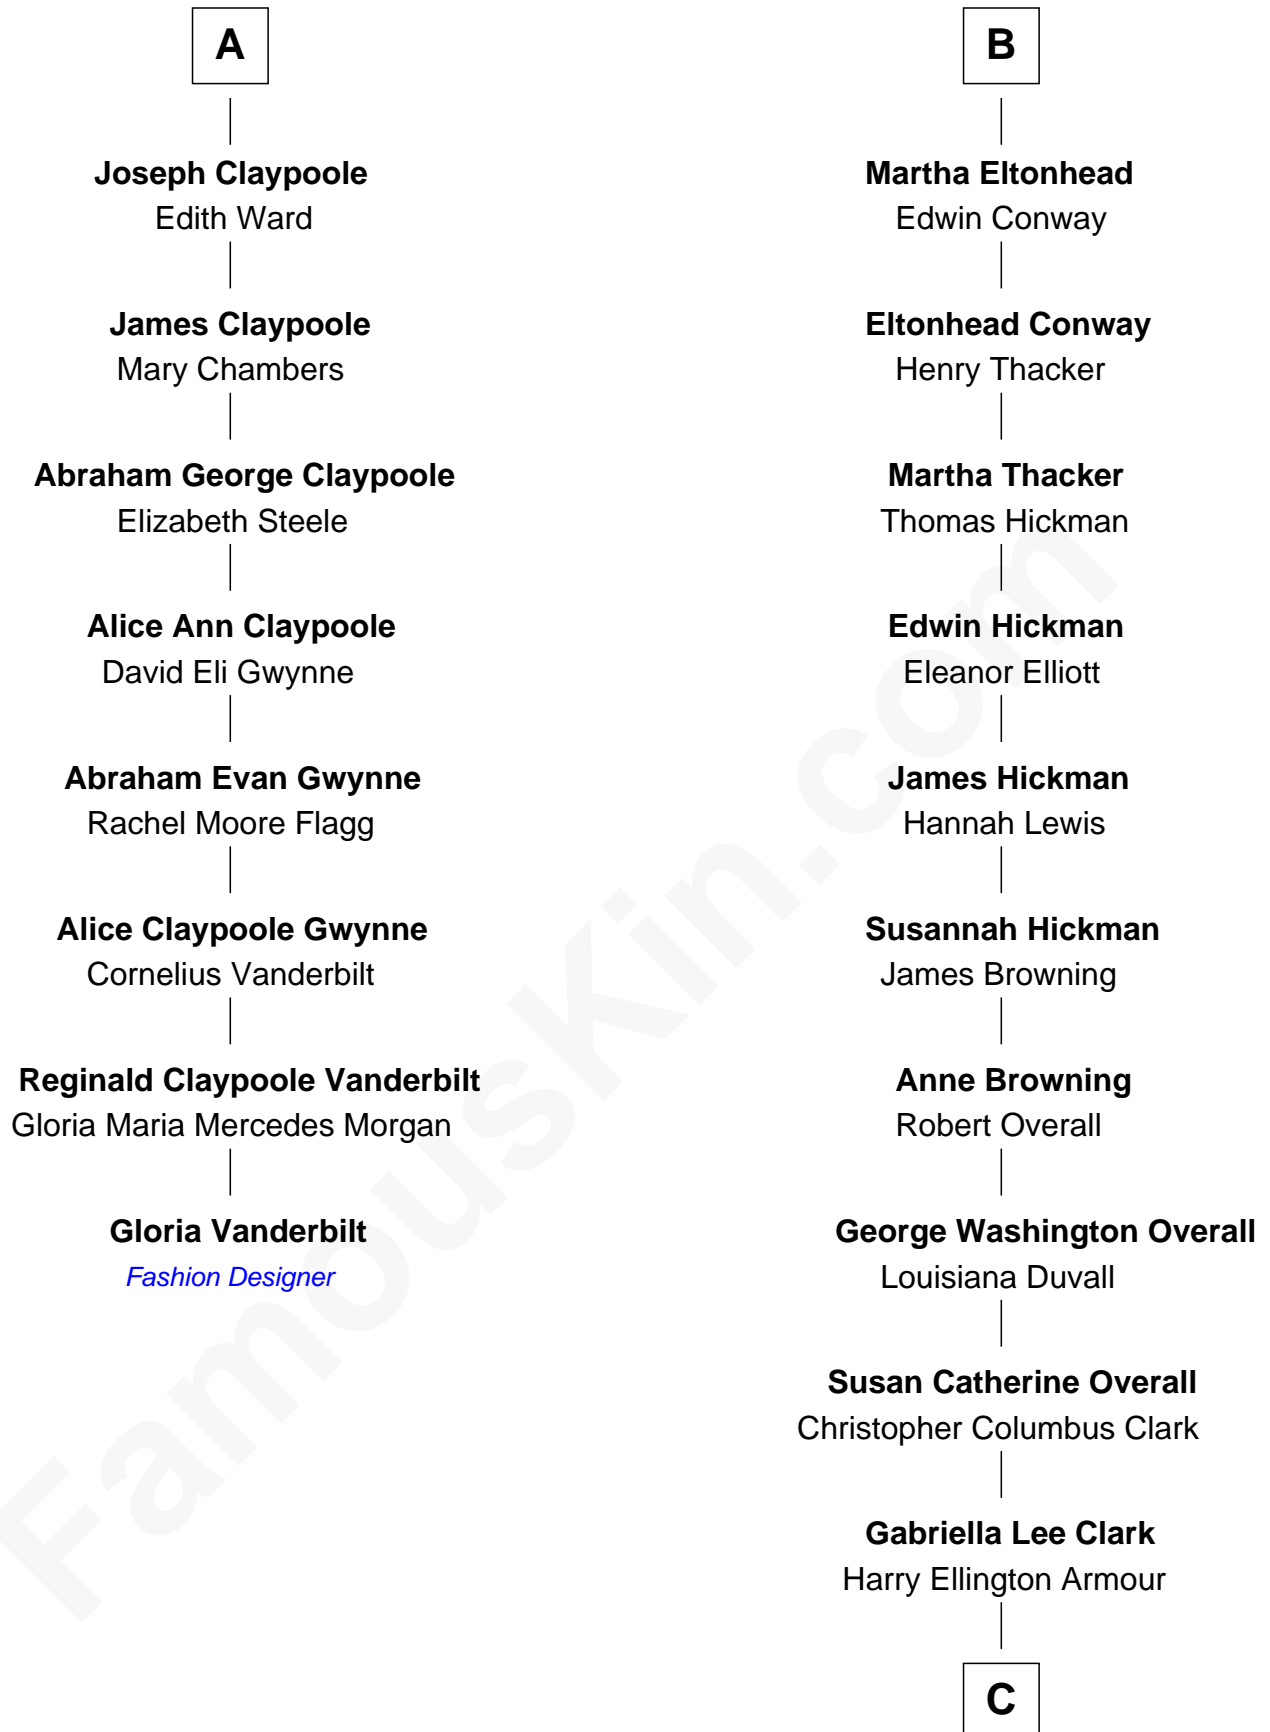 A
Joseph Claypoole
Edith Ward
James Claypoole
Mary Chambers
Abraham George Claypoole
Elizabeth Steele
Alice Ann Claypoole
David Eli Gwynne
Abraham Evan Gwynne
Rachel Moore Flagg
Alice Claypoole Gwynne
Cornelius Vanderbilt
Reginald Claypoole Vanderbilt
Gloria Maria Mercedes Morgan
Gloria Vanderbilt
Fashion Designer
B
Martha Eltonhead
Edwin Conway
Eltonhead Conway
Henry Thacker
Martha Thacker
Thomas Hickman
Edwin Hickman
Eleanor Elliott
James Hickman
Hannah Lewis
Susannah Hickman
James Browning
Anne Browning
Robert Overall
George Washington Overall
Louisiana Duvall
Susan Catherine Overall
Christopher Columbus Clark
Gabriella Lee Clark
Harry Ellington Armour
C
FamousKin.com